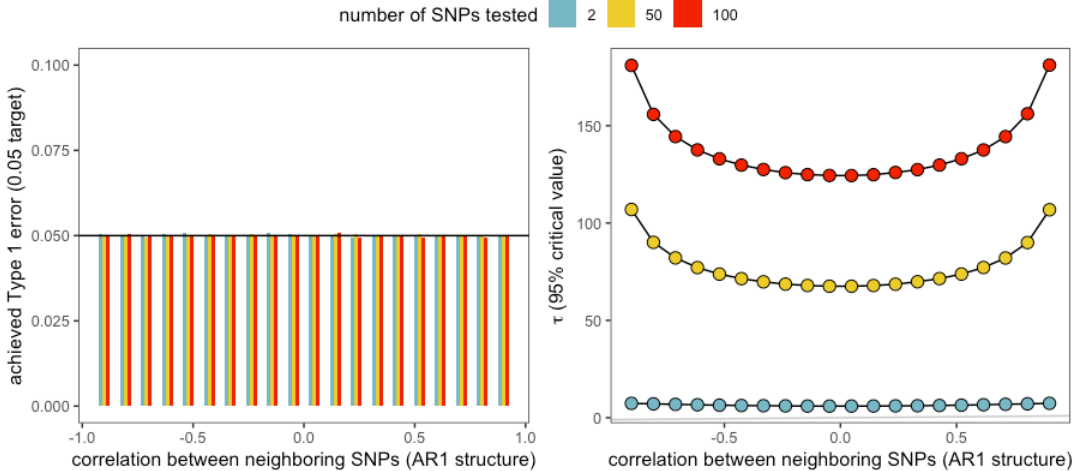 number of SNPs tested 2 50 100
achieved Type 1 error (0.05 target)
0.100
0.075
0.050
0.025
0.000
-1.0 -0.5 0.0 0.5 1.0
correlation between neighboring SNPs (AR1 structure)
τ (95% critical value)
150
100
50
0
-0.5 0.0 0.5
correlation between neighboring SNPs (AR1 structure)